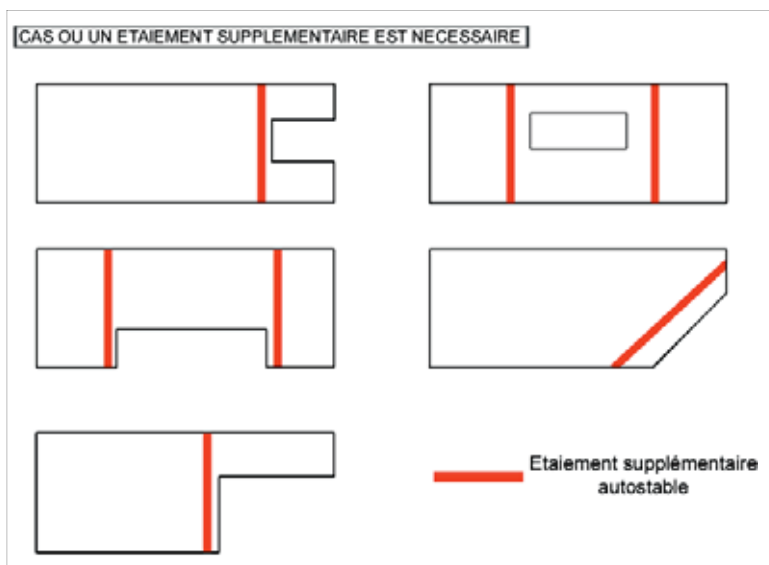 [CAS OU UN ETAIEMENT SUPPLEMENTAIRE EST NECESSAIRE]
Etaiement supplémentaire
autostable